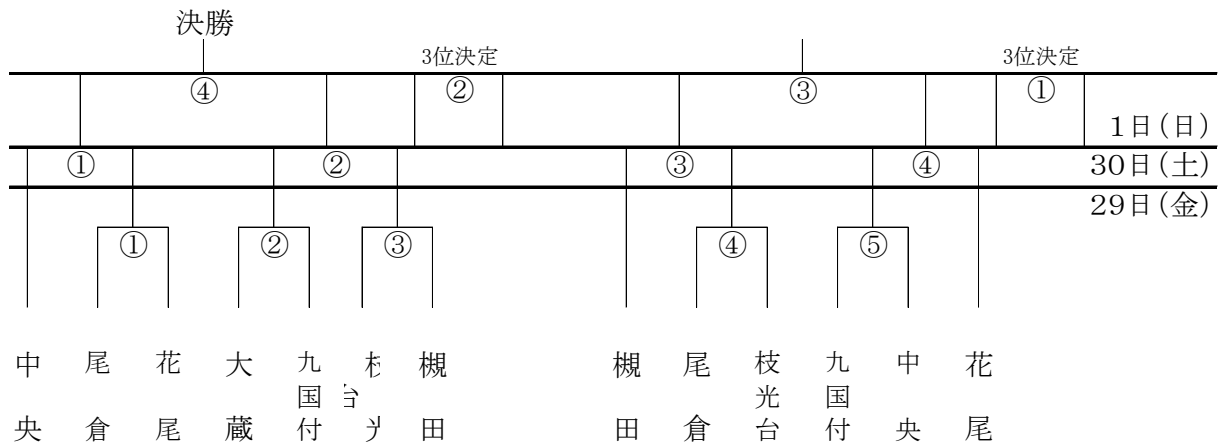 決勝
3位決定 3位決定
④ ② ③ ①
1日(日)
① ② ③ ④ 30日(土)
29日(金)
① ② ③ ④ ⑤
中央 尾倉 花尾 大蔵 九国付 枝光台 槻田 槻田 尾倉 枝光台 九国付 中央 花尾